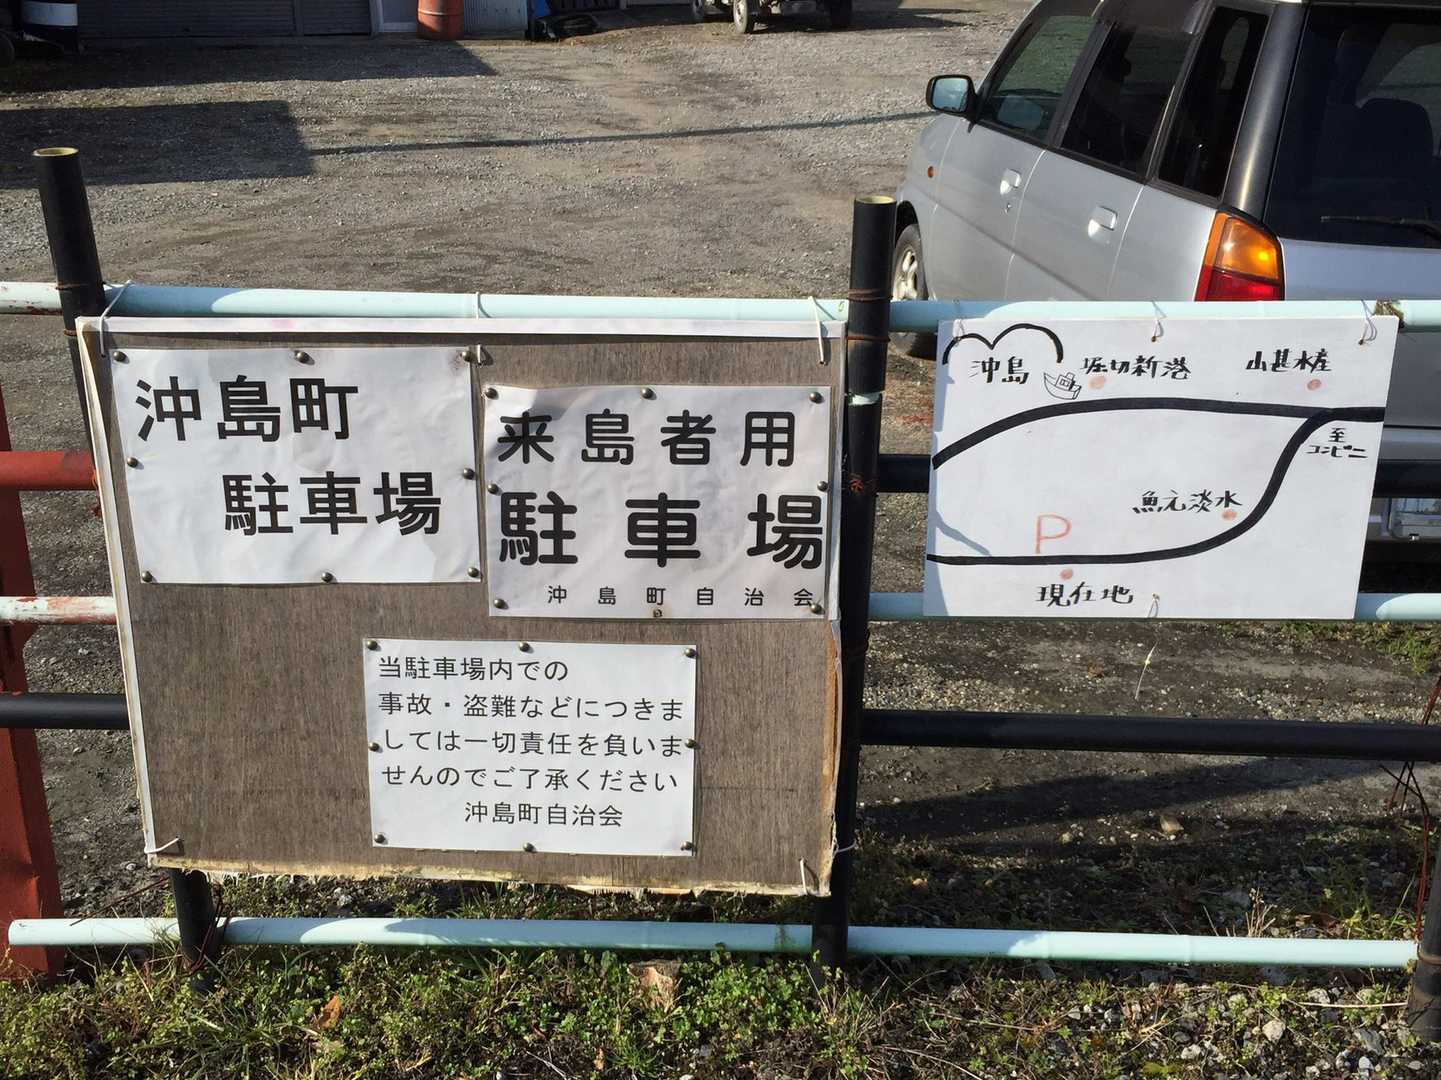 沖島町
駐車場
来島者用
駐車場
沖島町自治会
当駐車場内での
事故・盗難などにつきま
しては一切責任を負いま
せんのでご了承ください
沖島町自治会
沖島
堀切新港
山甚水産
至
コンビニ
魚元淡水
P
現在地